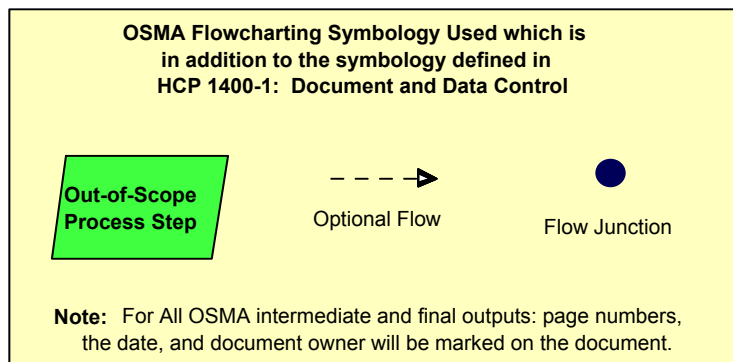 OSMA Flowcharting Symbology Used which is
in addition to the symbology defined in
HCP 1400-1: Document and Data Control
Out-of-Scope
Process Step
Optional Flow
Flow Junction
Note: For All OSMA intermediate and final outputs: page numbers,
the date, and document owner will be marked on the document.